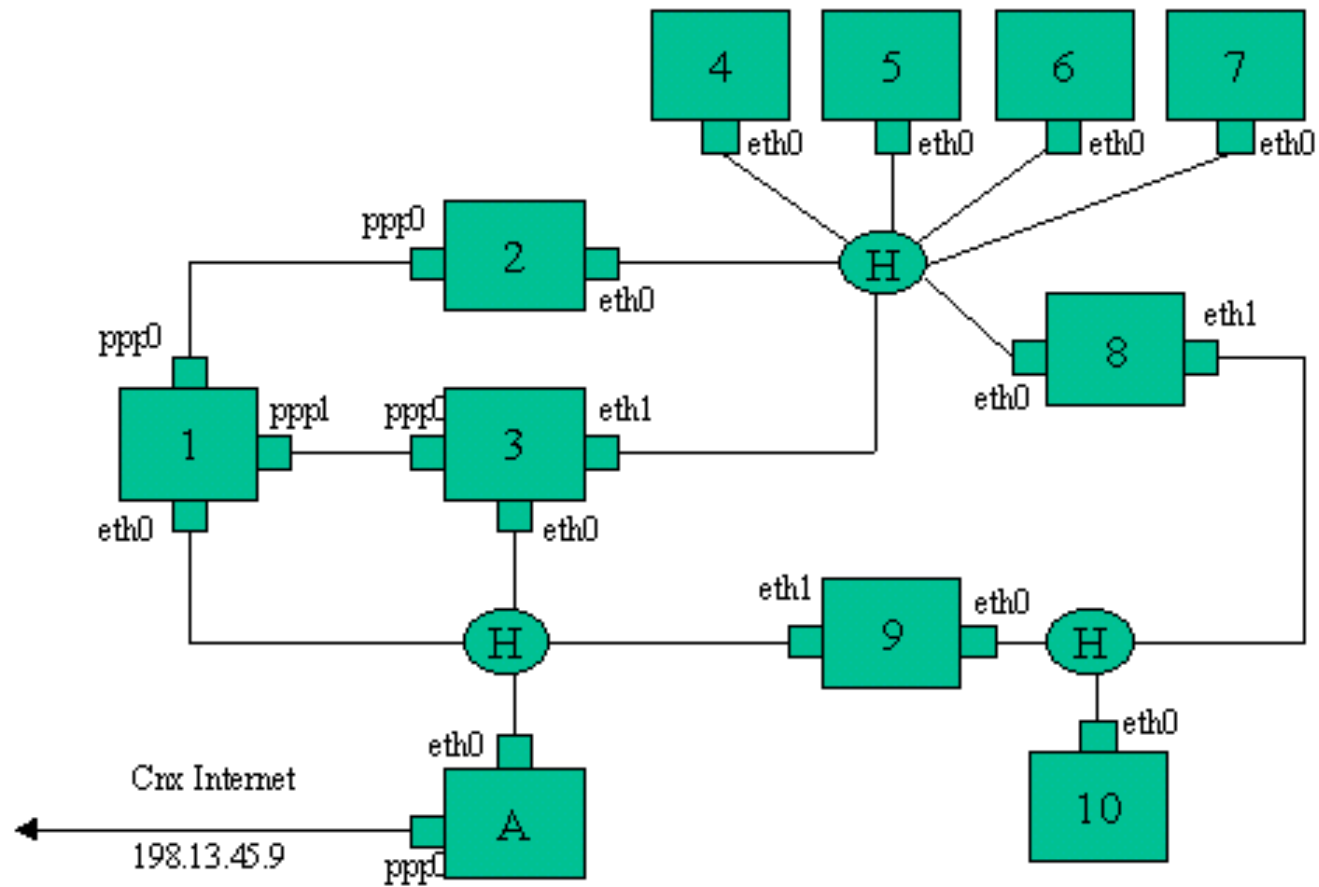 4
5
6
7
eth0
eth0
eth0
eth0
ppp0
2
H
eth0
8
eth1
ppp0
eth0
1
ppp1
ppp0
3
eth1
eth0
eth0
eth1
9
eth0
H
H
eth0
eth0
Cnx Internet
A
10
198.13.45.9
ppp0